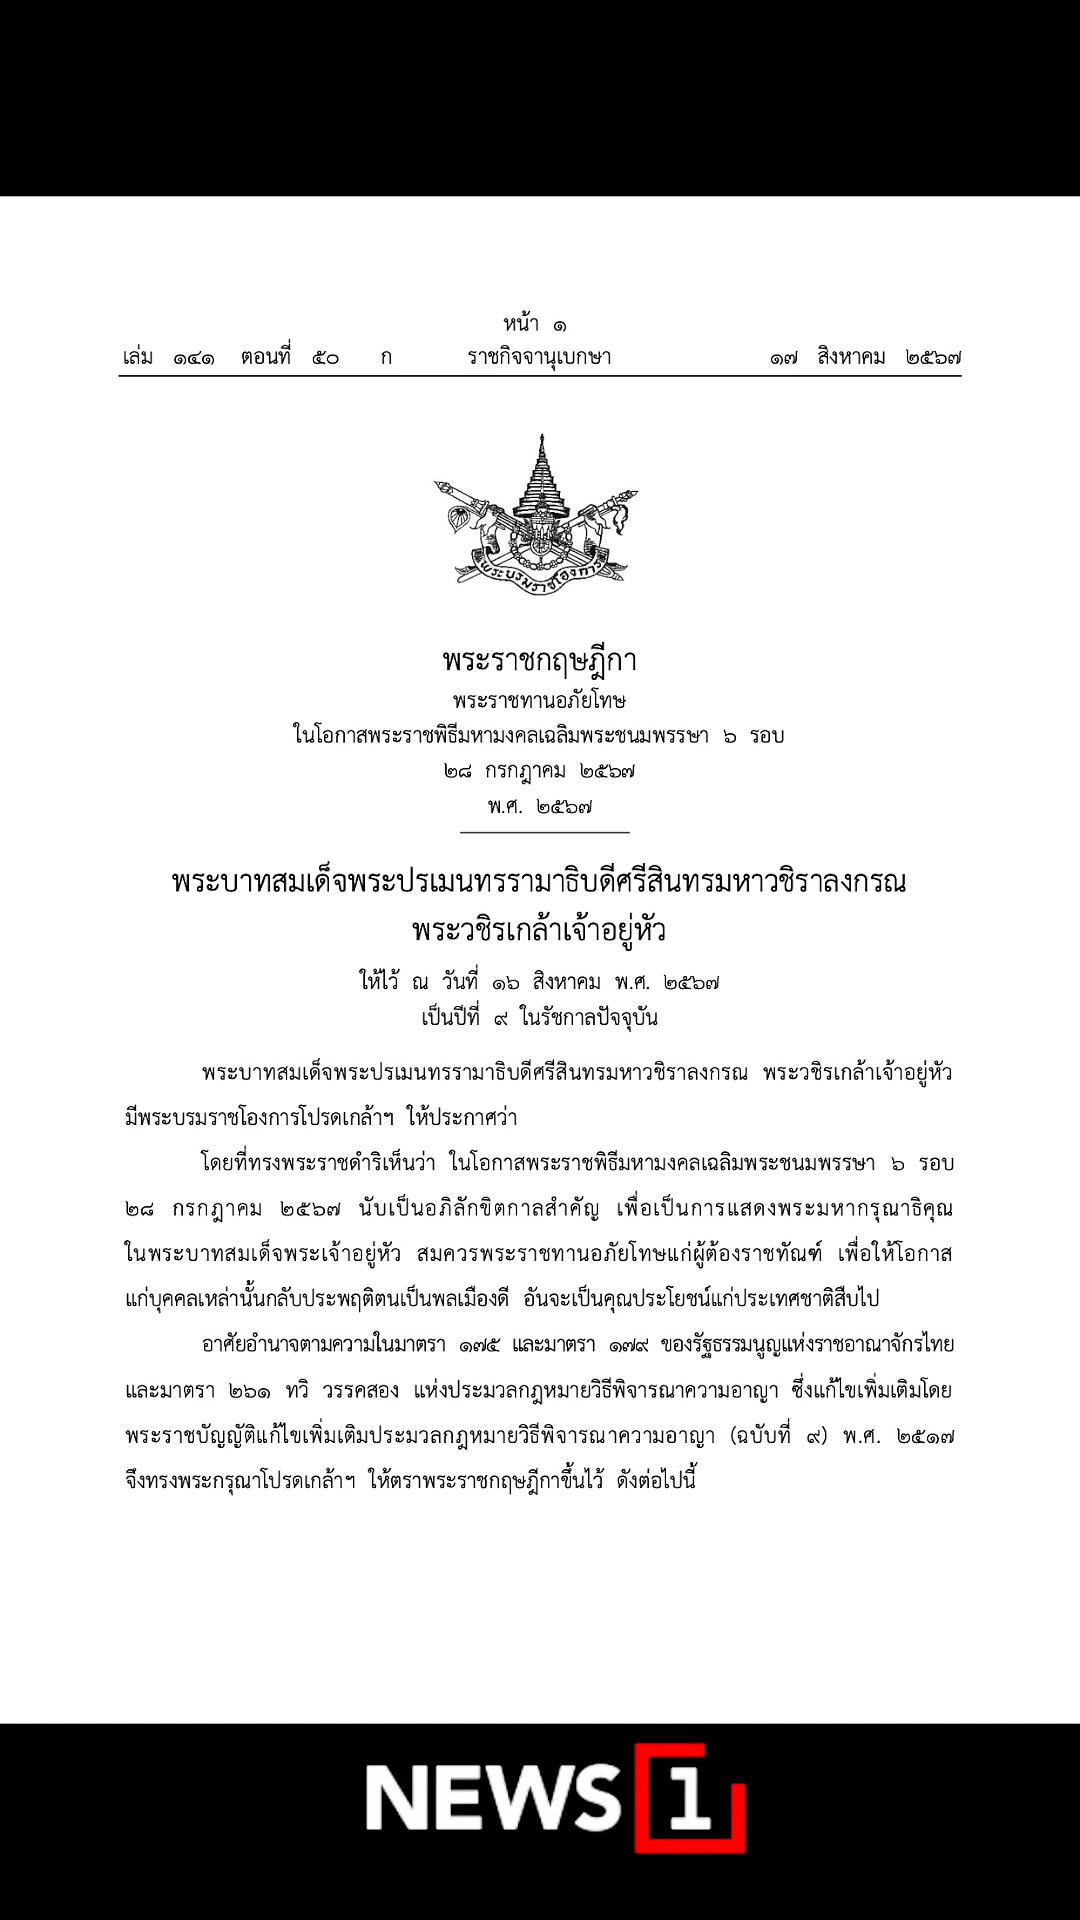 หน้า ๑
เล่ม ๑๔๑ ตอนที่ ๕๐ ก ราชกิจจานุเบกษา ๑๗ สิงหาคม ๒๕๖๗
พระบรมราชโองการ
พระราชกฤษฎีกา
พระราชทานอภัยโทษ
ในโอกาสพระราชพิธีมหามงคลเฉลิมพระชนมพรรษา ๖ รอบ
๒๘ กรกฎาคม ๒๕๖๗
พ.ศ. ๒๕๖๗
พระบาทสมเด็จพระปรเมนทรรามาธิบดีศรีสินทรมหาวชิราลงกรณ
พระวชิรเกล้าเจ้าอยู่หัว
ให้ไว้ ณ วันที่ ๑๖ สิงหาคม พ.ศ. ๒๕๖๗
เป็นปีที่ ๙ ในรัชกาลปัจจุบัน
พระบาทสมเด็จพระปรเมนทรรามาธิบดีศรีสินทรมหาวชิราลงกรณ พระวชิรเกล้าเจ้าอยู่หัว
มีพระบรมราชโองการโปรดเกล้าฯ ให้ประกาศว่า
โดยที่ทรงพระราชดำริเห็นว่า ในโอกาสพระราชพิธีมหามงคลเฉลิมพระชนมพรรษา ๖ รอบ
๒๘ กรกฎาคม ๒๕๖๗ นับเป็นอภิลักขิตกาลสำคัญ เพื่อเป็นการแสดงพระมหากรุณาธิคุณ
ในพระบาทสมเด็จพระเจ้าอยู่หัว สมควรพระราชทานอภัยโทษแก่ผู้ต้องราชทัณฑ์ เพื่อให้โอกาส
แก่บุคคลเหล่านั้นกลับประพฤติตนเป็นพลเมืองดี อันจะเป็นคุณประโยชน์แก่ประเทศชาติสืบไป
อาศัยอำนาจตามความในมาตรา ๑๗๕ และมาตรา ๑๗๙ ของรัฐธรรมนูญแห่งราชอาณาจักรไทย
และมาตรา ๒๖๑ ทวิ วรรคสอง แห่งประมวลกฎหมายวิธีพิจารณาความอาญา ซึ่งแก้ไขเพิ่มเติมโดย
พระราชบัญญัติแก้ไขเพิ่มเติมประมวลกฎหมายวิธีพิจารณาความอาญา (ฉบับที่ ๙) พ.ศ. ๒๕๑๗
จึงทรงพระกรุณาโปรดเกล้าฯ ให้ตราพระราชกฤษฎีกาขึ้นไว้ ดังต่อไปนี้
NEWS 1